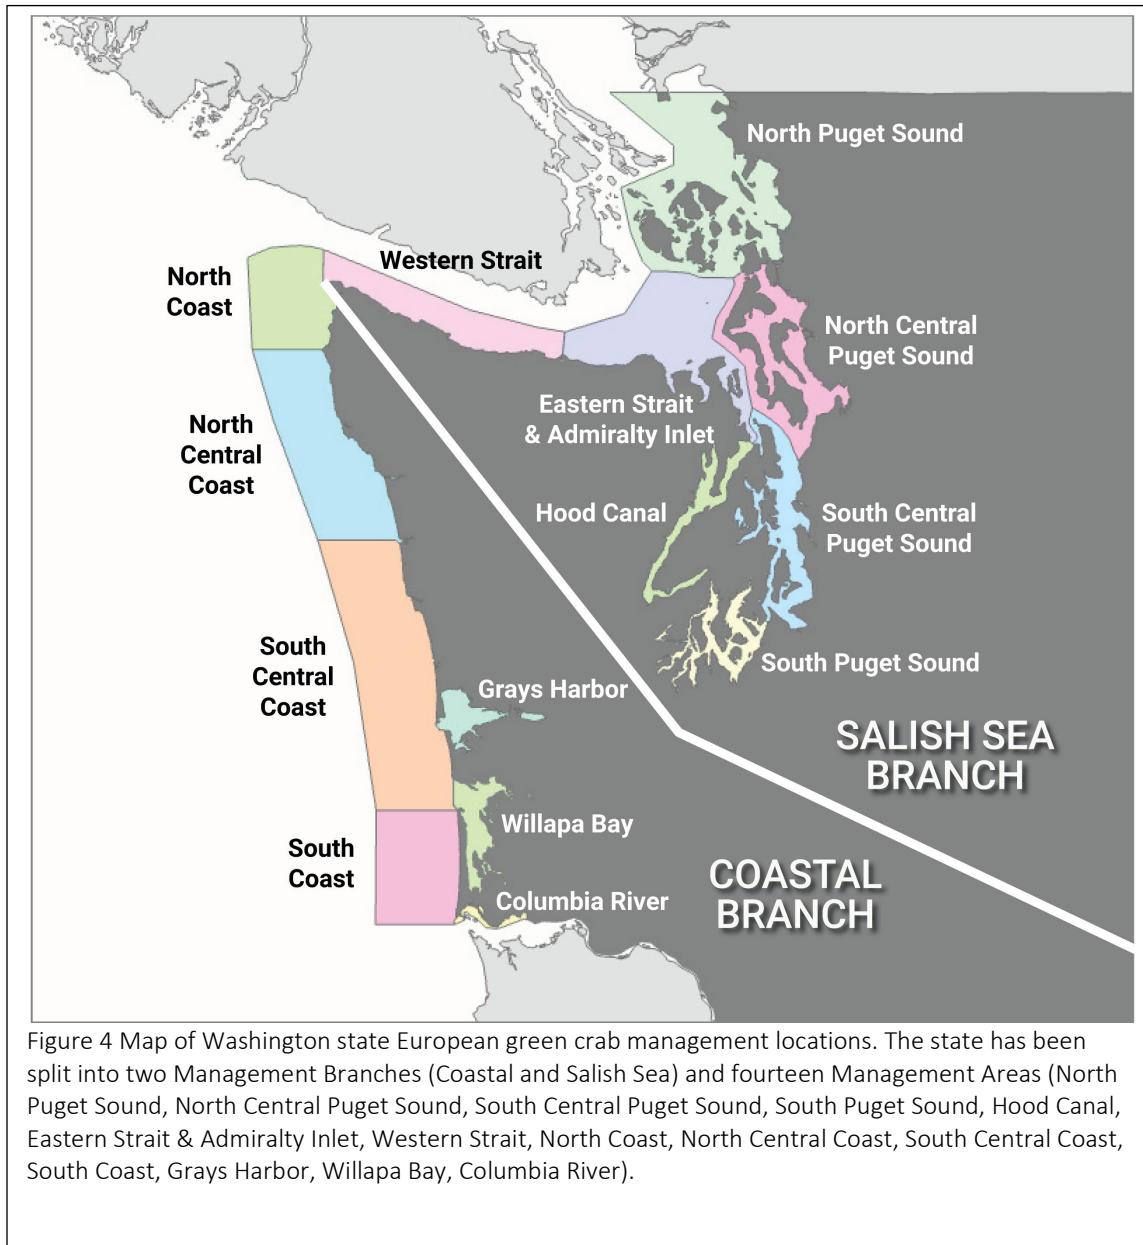 North Puget Sound
Western Strait
North
Coast
North Central
Puget Sound
Eastern Strait
& Admiralty Inlet
North
Central
Coast
Hood Canal
South Central
Puget Sound
South
Central
Coast
South Puget Sound
Grays Harbor
SALISH SEA
BRANCH
Willapa Bay
South
Coast
COASTAL
BRANCH
Columbia River
Figure 4 Map of Washington state European green crab management locations. The state has been
split into two Management Branches (Coastal and Salish Sea) and fourteen Management Areas (North
Puget Sound, North Central Puget Sound, South Central Puget Sound, South Puget Sound, Hood Canal,
Eastern Strait & Admiralty Inlet, Western Strait, North Coast, North Central Coast, South Central Coast,
South Coast, Grays Harbor, Willapa Bay, Columbia River).